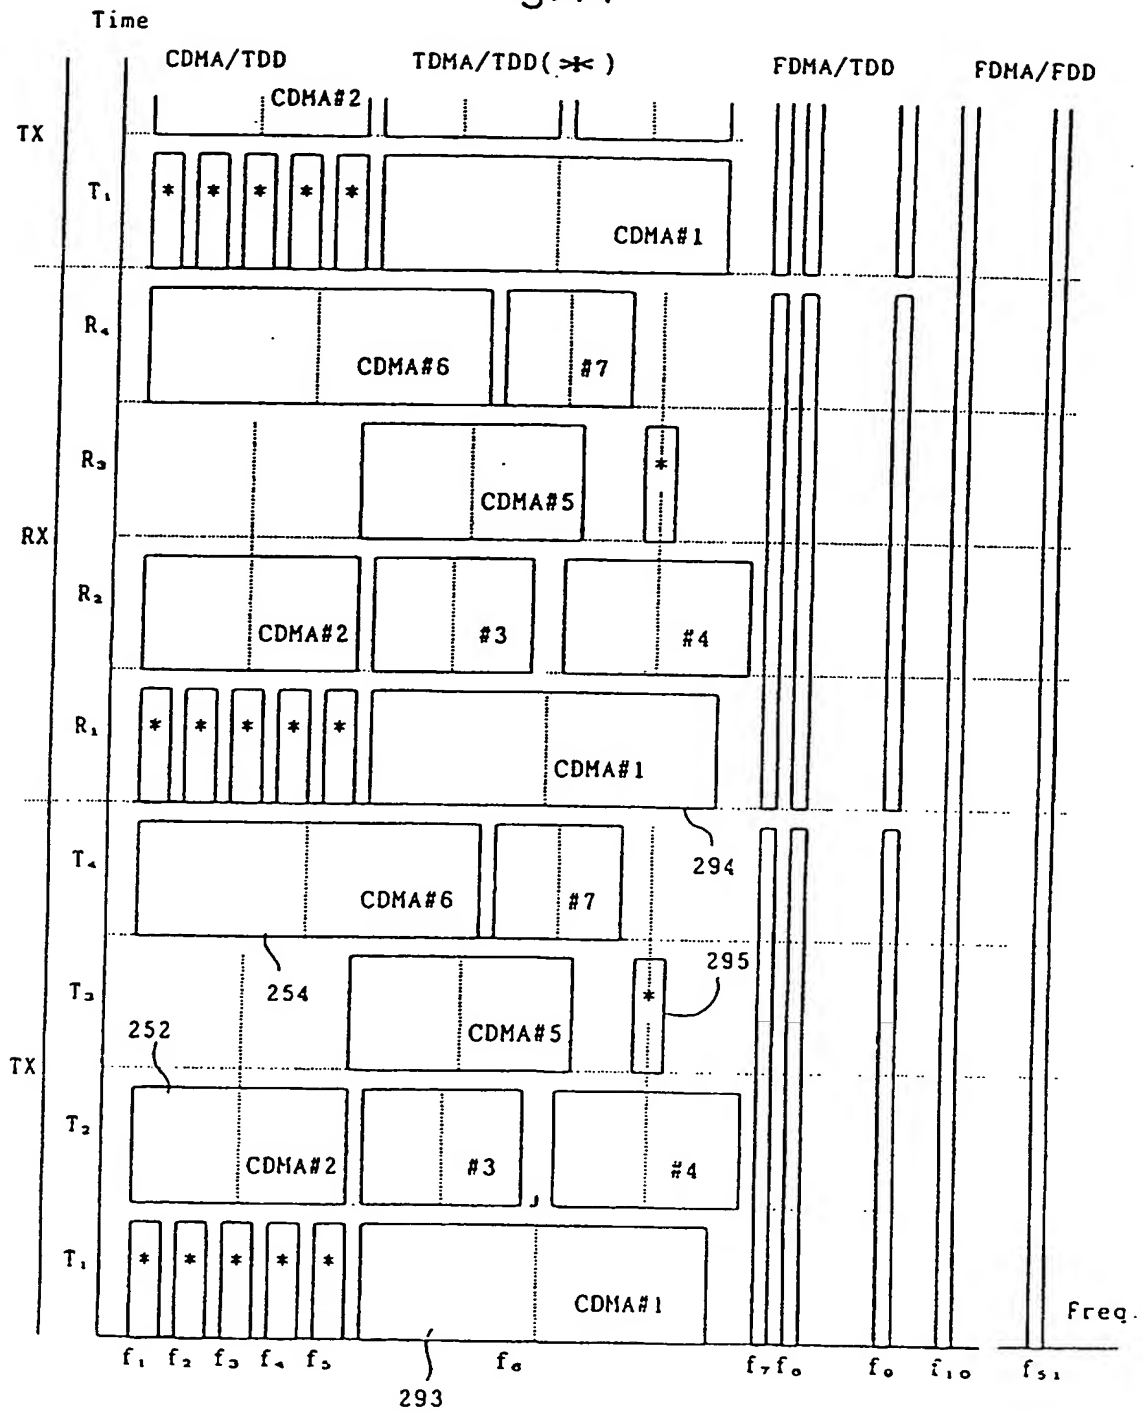 Time
CDMA/TDD TDMA/TDD(*) FDMA/TDD FDMA/FDD
CDMA#2
TX
T₁ * * * * *
CDMA#1
R₄
CDMA#6 #7
R₃ *
CDMA#5
RX
R₂
CDMA#2 #3 #4
R₁ * * * * *
CDMA#1
294
T₄
CDMA#6 #7
295
254
T₃ *
CDMA#5
252
TX
T₂
CDMA#2 #3 #4
T₁ * * * * *
CDMA#1
Freq.
f₁ f₂ f₃ f₄ f₅ f₆ f₇ f₈ f₉ f₁₀ f₅₁
293